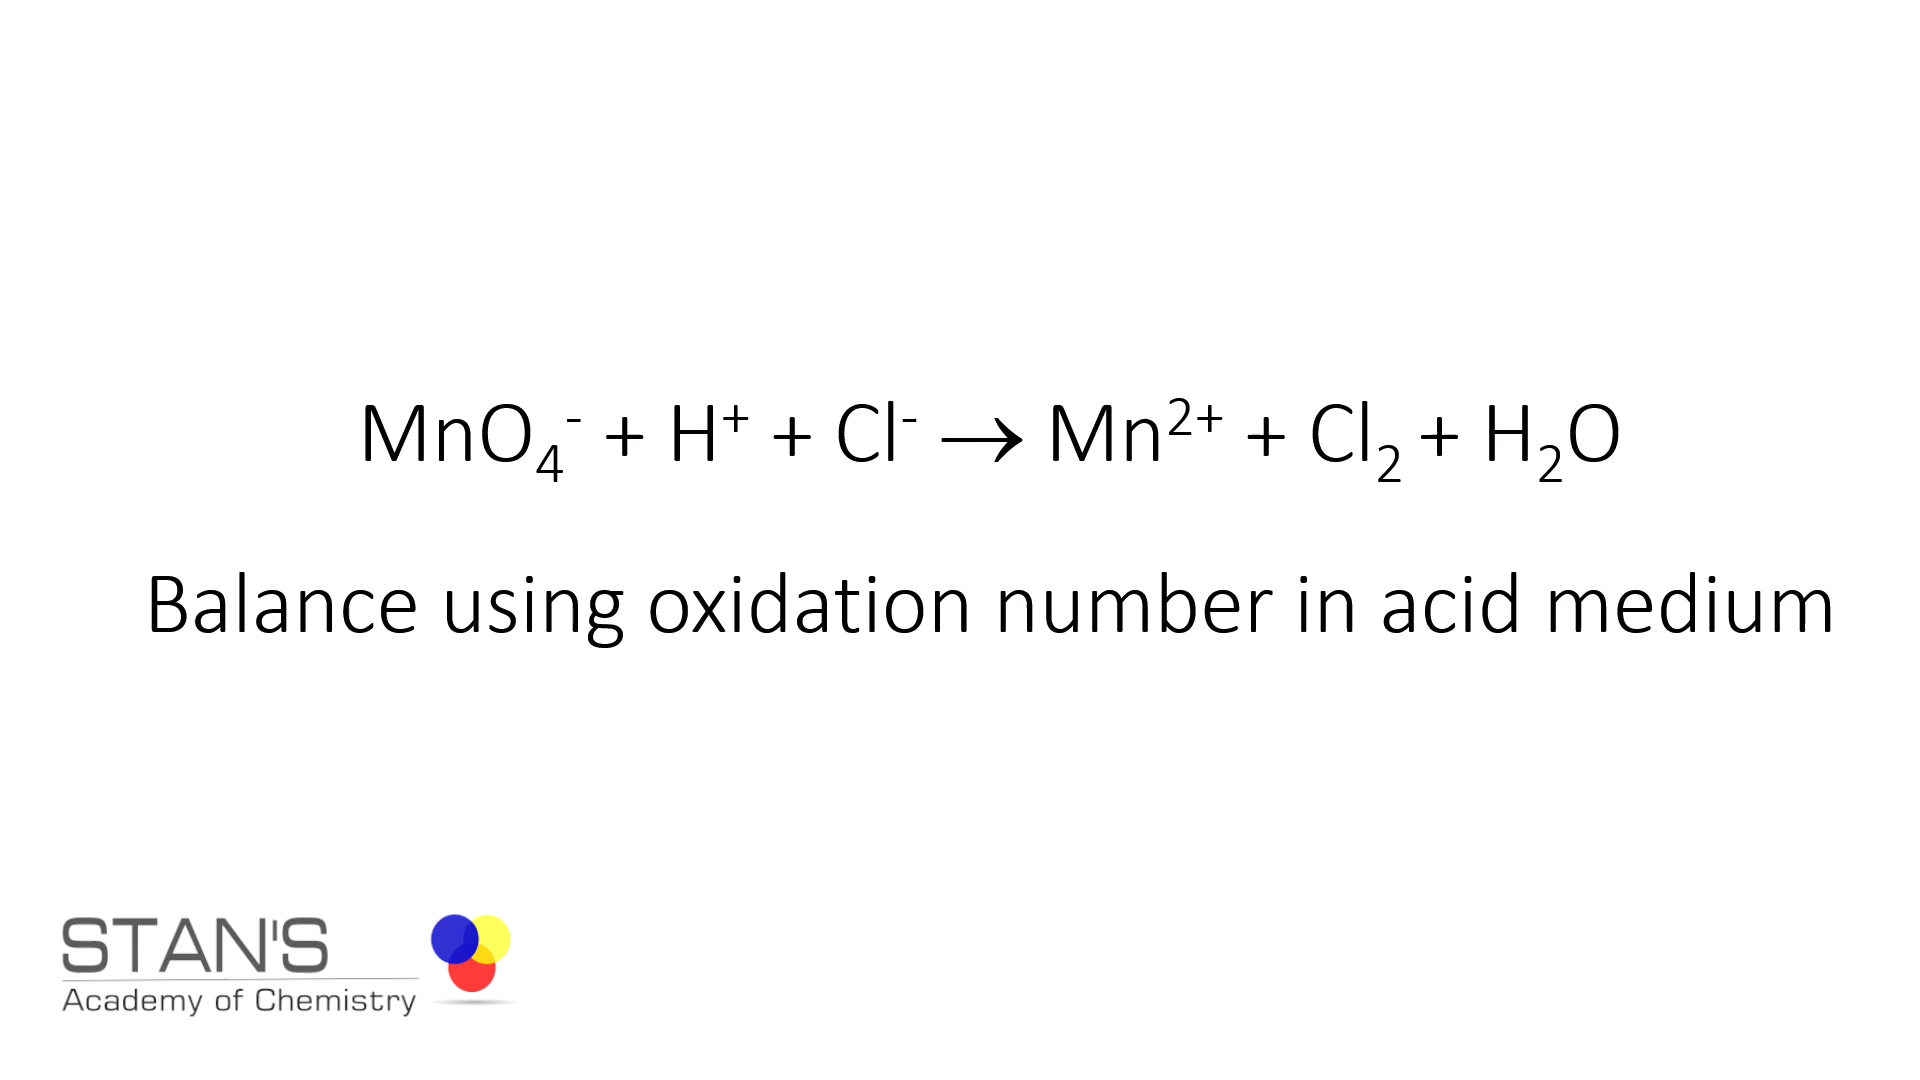 MnO₄⁻ + H⁺ + Cl⁻ → Mn²⁺ + Cl₂ + H₂O
Balance using oxidation number in acid medium
STAN'S
Academy of Chemistry